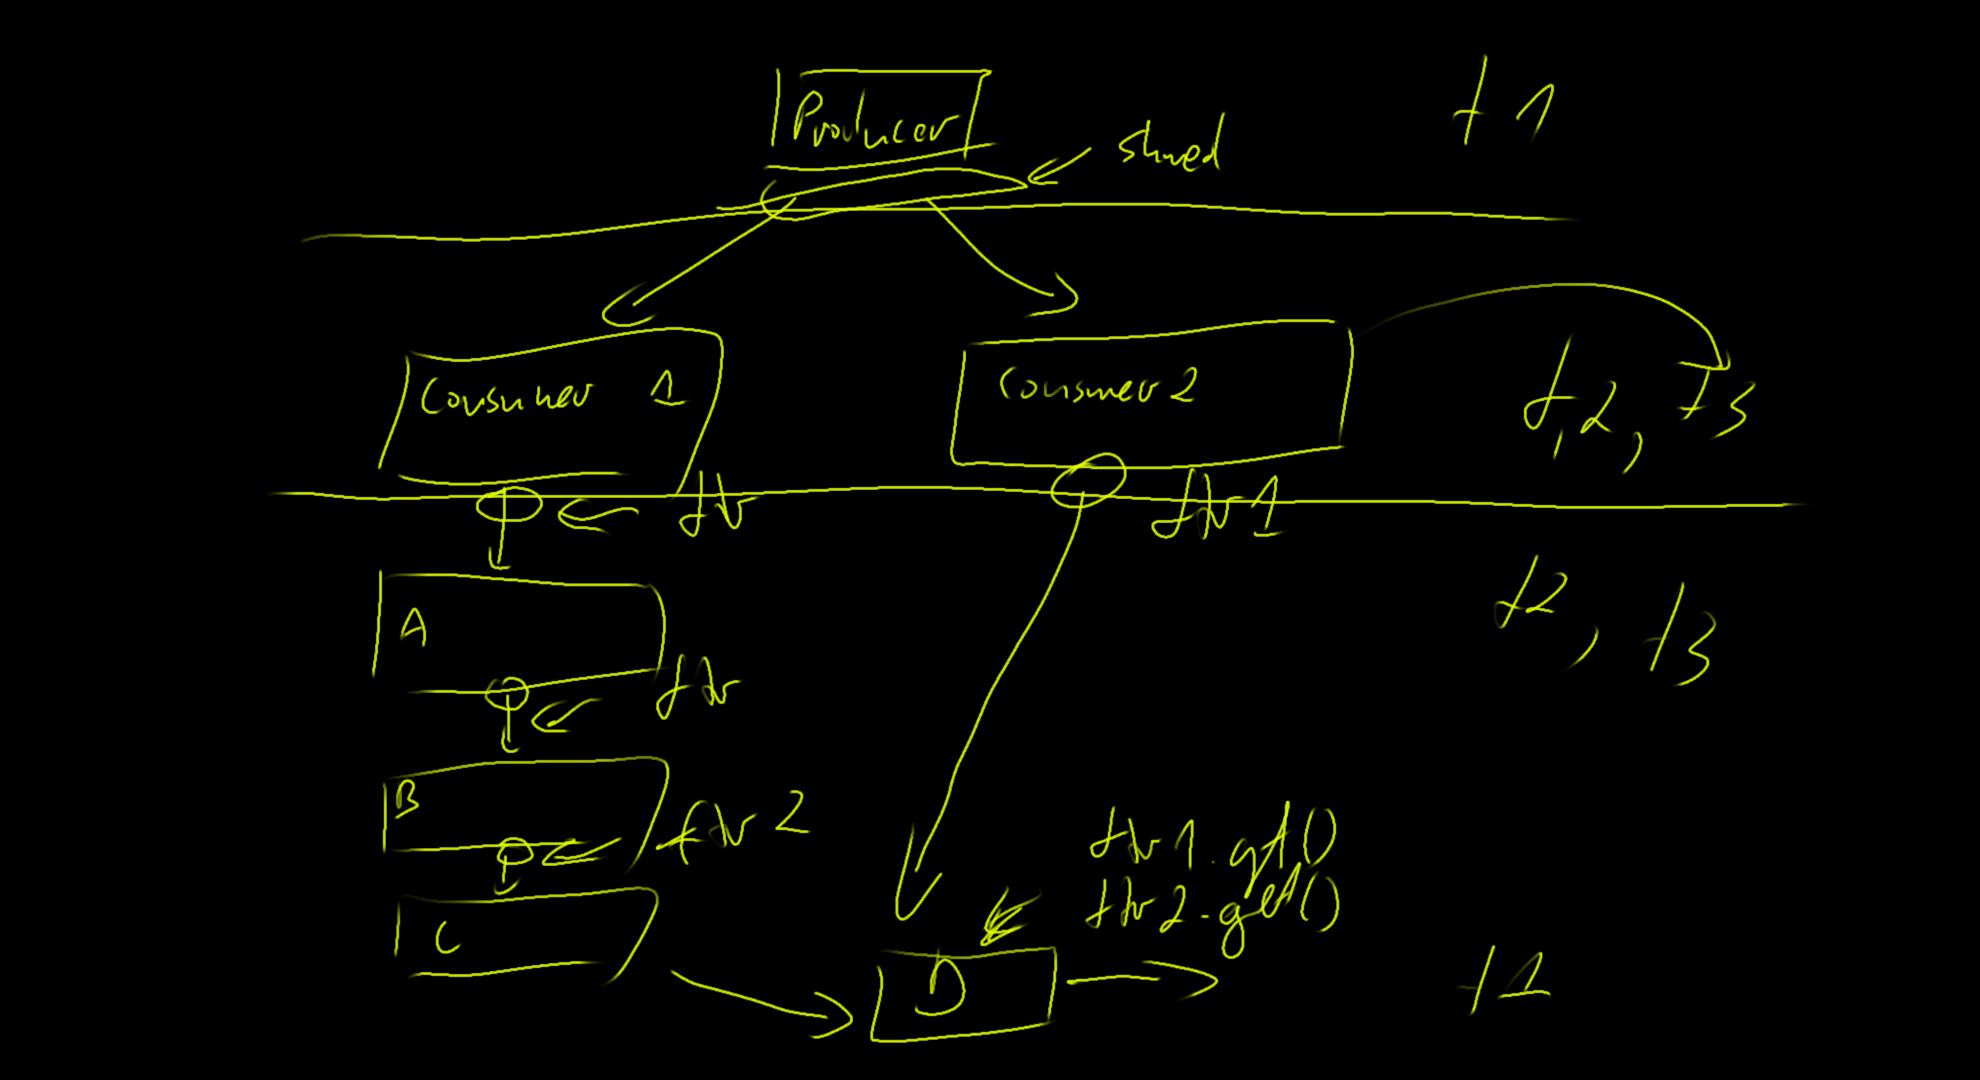 Producer
shared
t1
Consumer 1
Consumer 2
t2, t3
ftr
ftr1
A
t2, t3
ftr
B
ftr2
ftr1.get()
ftr2.get()
C
D
t1